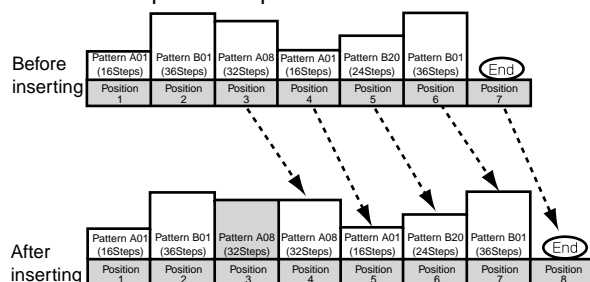 Before
inserting
Pattern A01
(16Steps)
Pattern B01
(36Steps)
Pattern A08
(32Steps)
Pattern A01
(16Steps)
Pattern B20
(24Steps)
Pattern B01
(36Steps)
End
Position
1
Position
2
Position
3
Position
4
Position
5
Position
6
Position
7
After
inserting
Pattern A01
(16Steps)
Pattern B01
(36Steps)
Pattern A08
(32Steps)
Pattern A08
(32Steps)
Pattern A01
(16Steps)
Pattern B20
(24Steps)
Pattern B01
(36Steps)
End
Position
1
Position
2
Position
3
Position
4
Position
5
Position
6
Position
7
Position
8